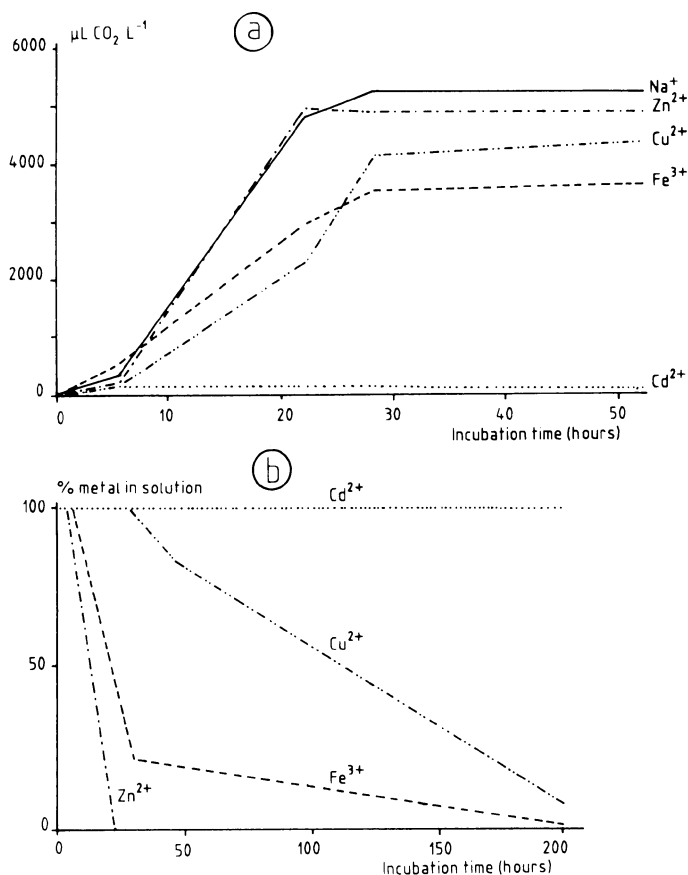 µL CO₂ L⁻¹
a
6000
4000
2000
0
Na⁺
Zn²⁺
Cu²⁺
Fe³⁺
Cd²⁺
0 10 20 30 40 50
Incubation time (hours)
b
% metal in solution
100
50
0
Cd²⁺
Cu²⁺
Fe³⁺
Zn²⁺
0 50 100 150 200
Incubation time (hours)